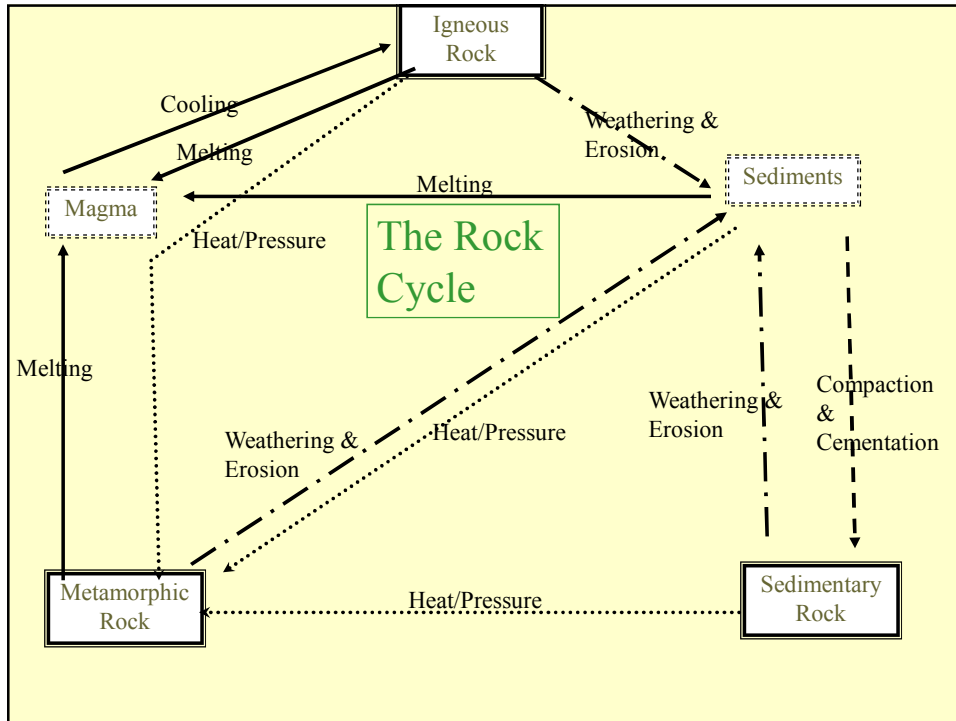 Igneous
Rock
Cooling
Weathering &
Erosion
Melting
Melting
Sediments
Magma
Heat/Pressure
The Rock
Cycle
Melting
Weathering &
Erosion
Heat/Pressure
Weathering &
Erosion
Compaction
&
Cementation
Metamorphic
Rock
Heat/Pressure
Sedimentary
Rock